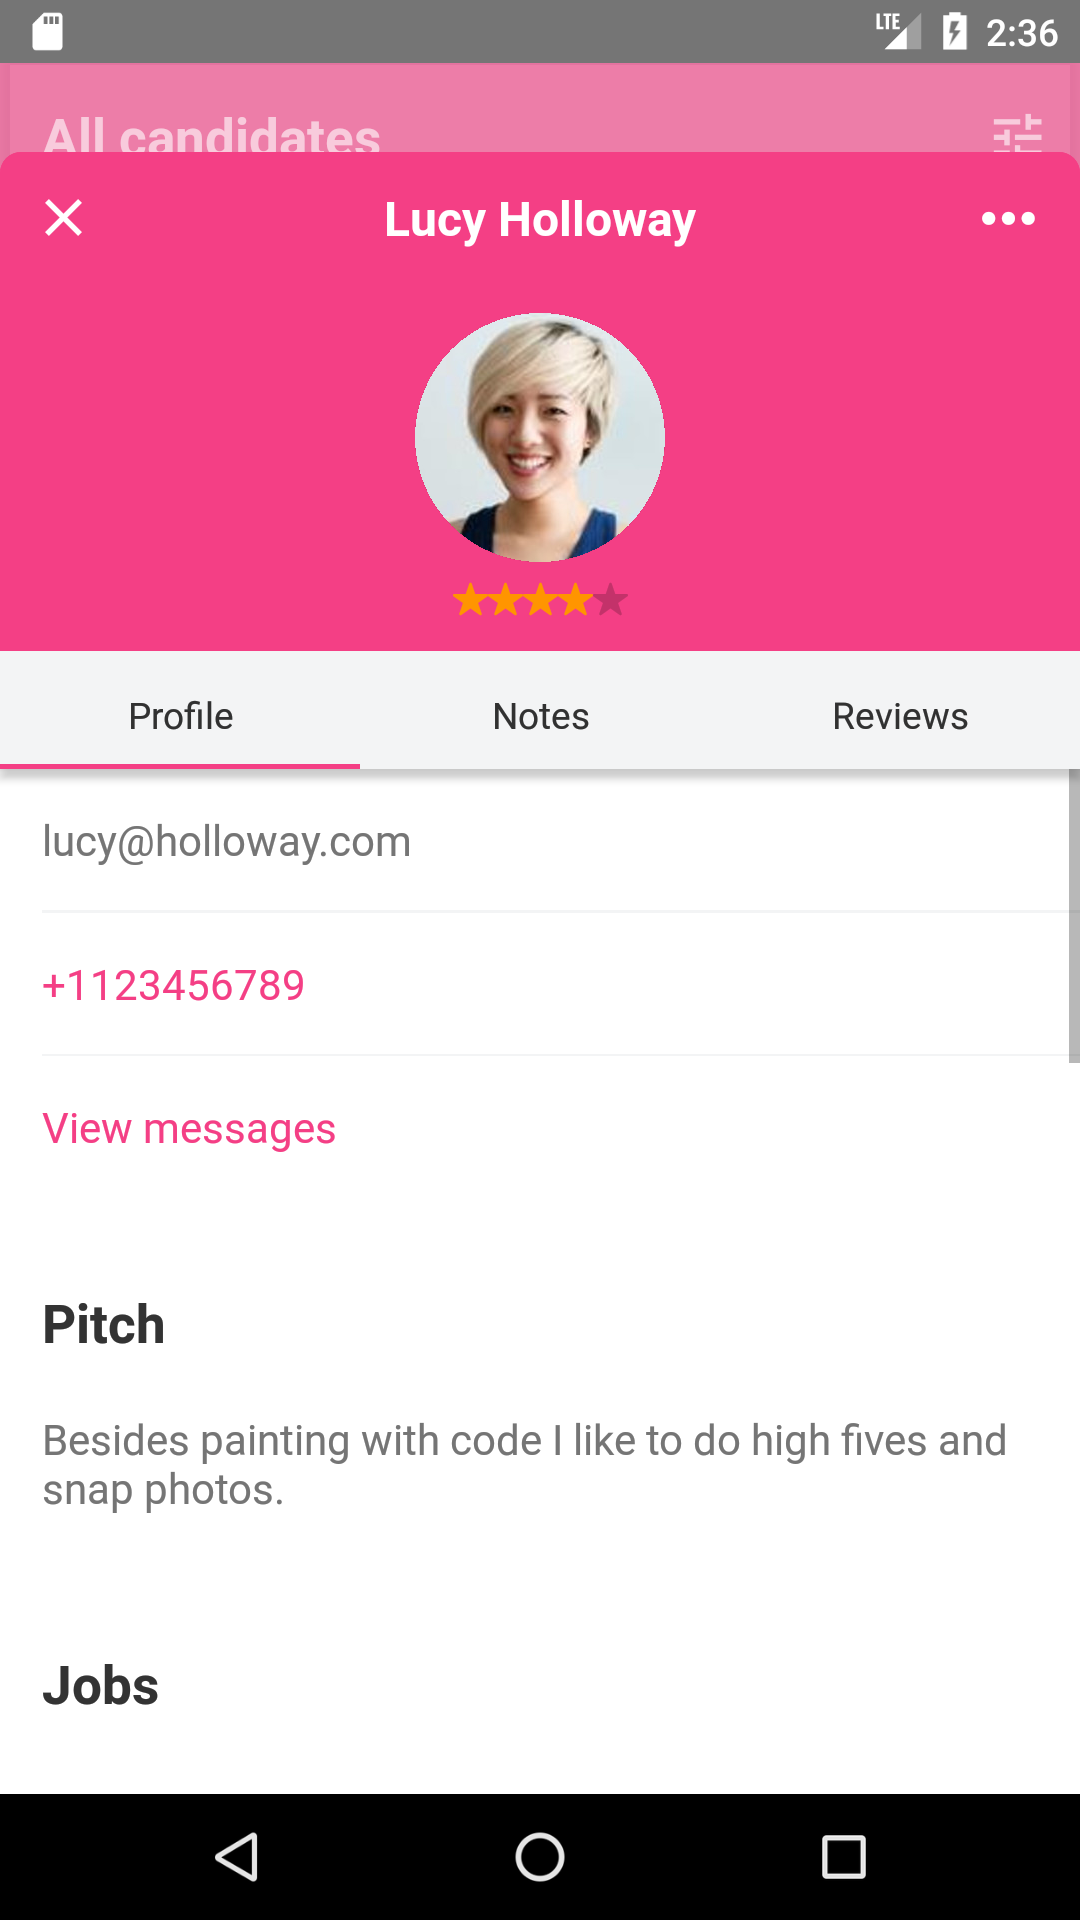 LTE 2:36
All candidates
Lucy Holloway
Profile Notes Reviews
lucy@holloway.com
+1123456789
View messages
Pitch
Besides painting with code I like to do high fives and
snap photos.
Jobs